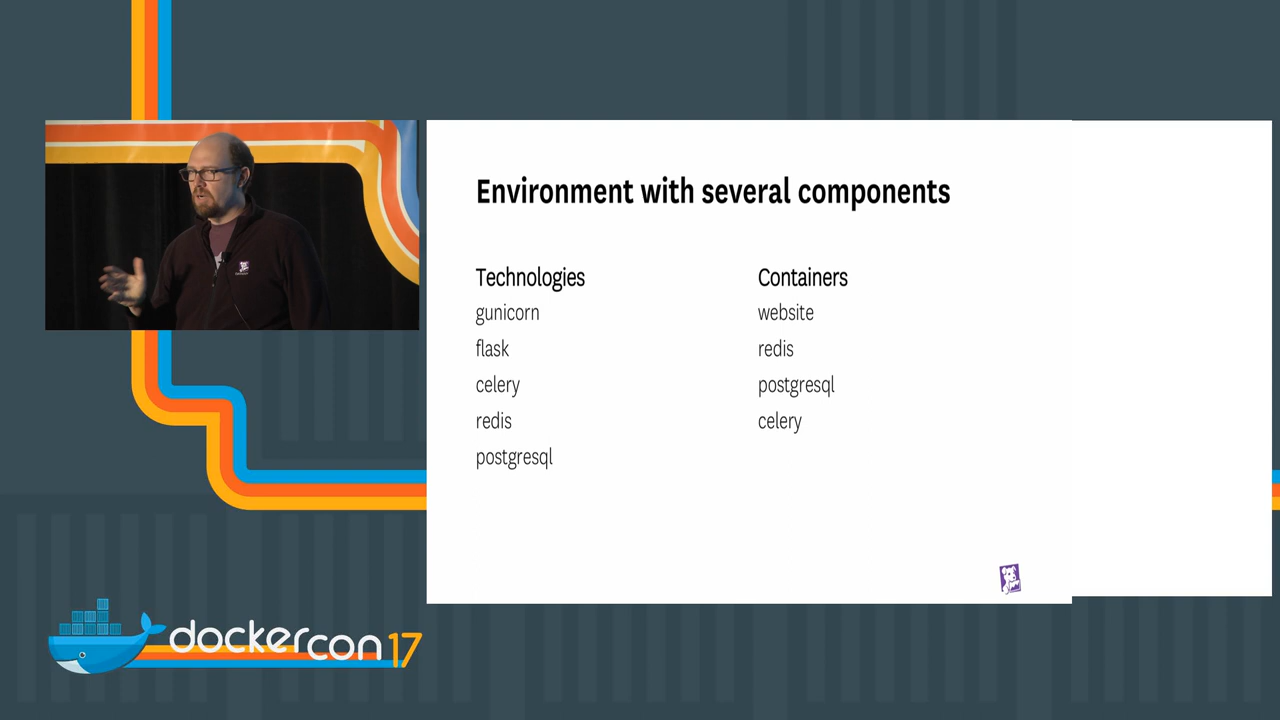 Environment with several components
Technologies
gunicorn
flask
celery
redis
postgresql
Containers
website
redis
postgresql
celery
dockercon 17